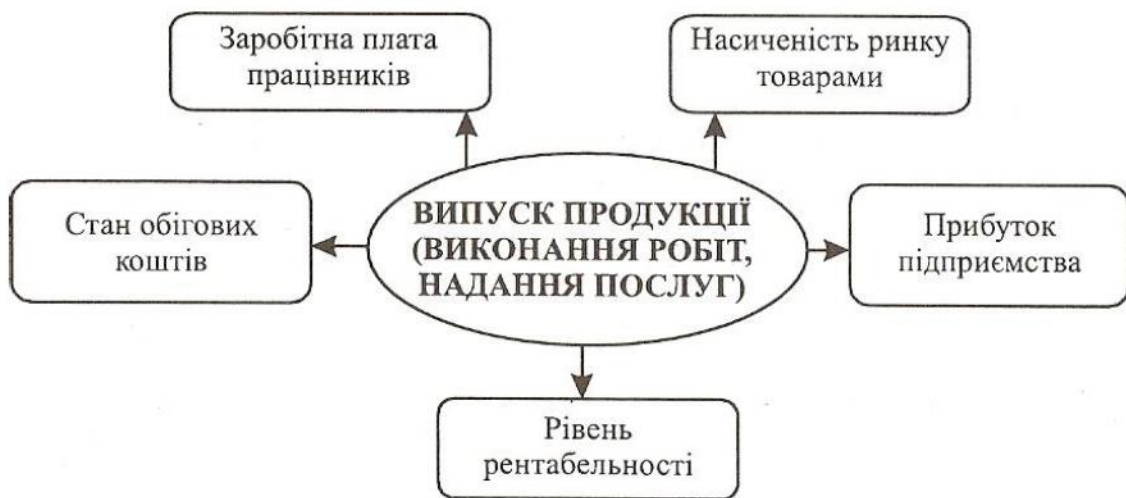 Заробітна плата
працівників
Насиченість ринку
товарами
Стан обігових
коштів
ВИПУСК ПРОДУКЦІЇ
(ВИКОНАННЯ РОБІТ,
НАДАННЯ ПОСЛУГ)
Прибуток
підприємства
Рівень
рентабельності